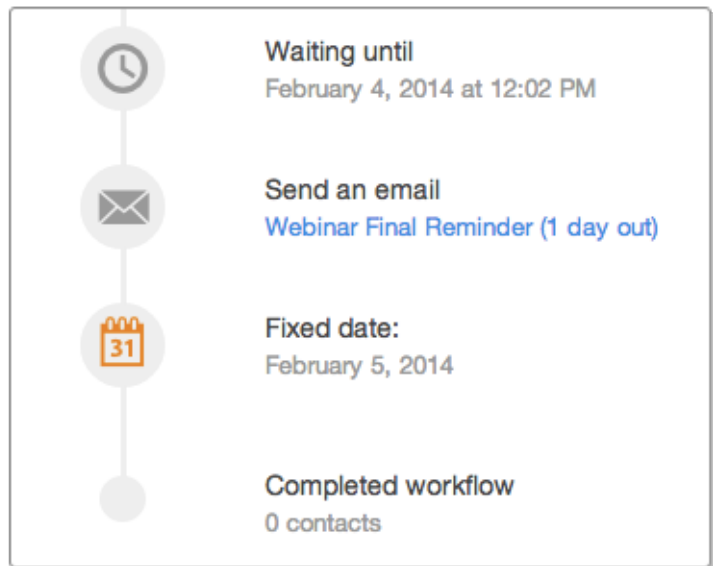 Waiting until
February 4, 2014 at 12:02 PM
Send an email
Webinar Final Reminder (1 day out)
31
Fixed date:
February 5, 2014
Completed workflow
0 contacts